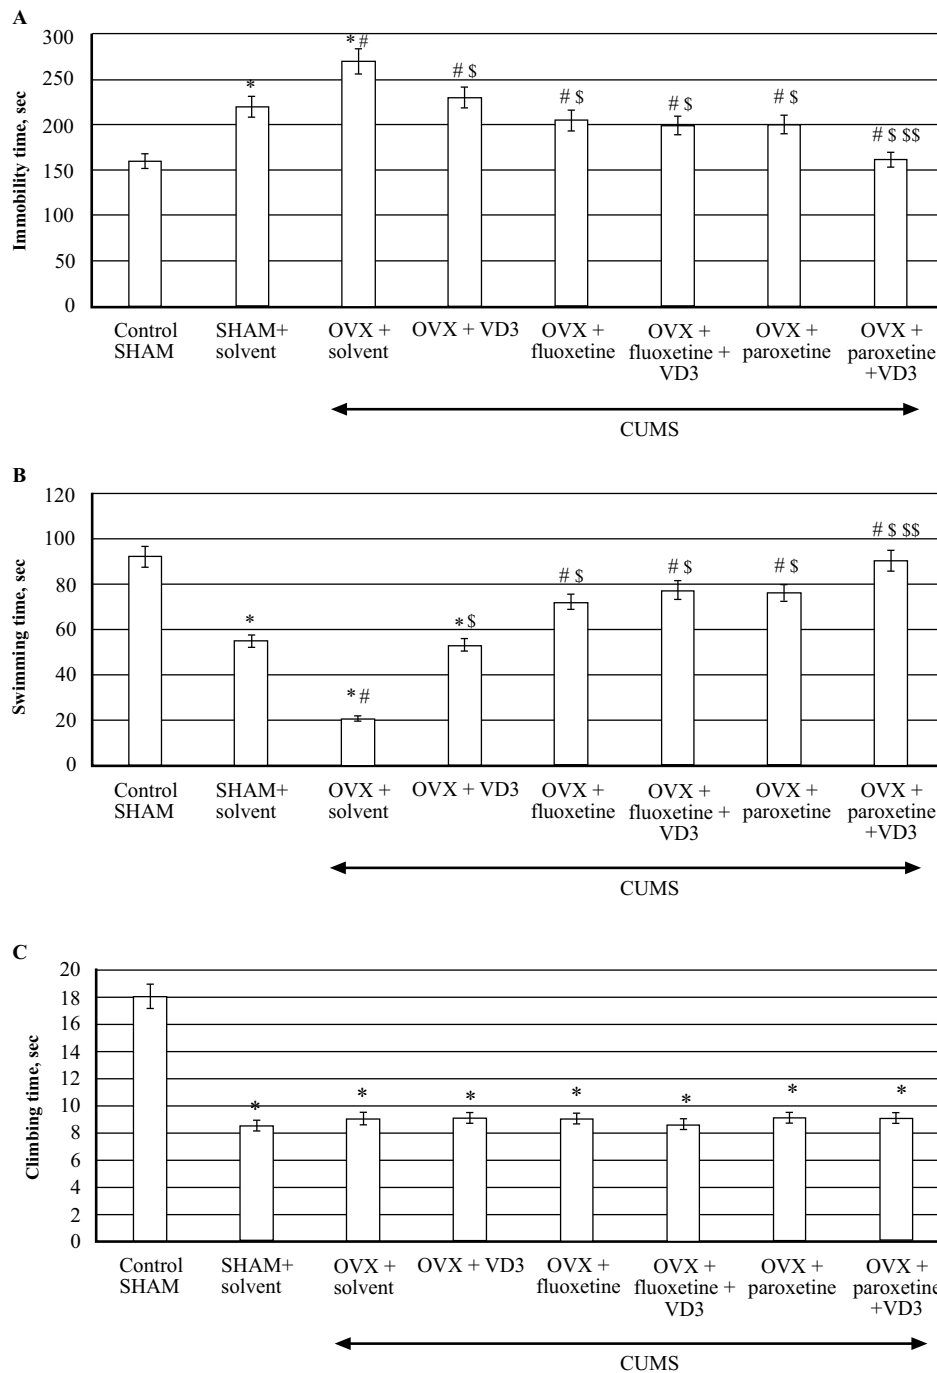 A
Immobility time, sec
300
250
200
150
100
50
0
*
* #
# $
# $
# $
# $
# $ $$
Control SHAM+ OVX + OVX + VD3 OVX + OVX + OVX + OVX +
SHAM solvent solvent fluoxetine fluoxetine + paroxetine paroxetine
VD3 +VD3
CUMS
B
Swimming time, sec
120
100
80
60
40
20
0
*
* #
* $
# $
# $
# $
# $ $$
Control SHAM+ OVX + OVX + VD3 OVX + OVX + OVX + OVX +
SHAM solvent solvent fluoxetine fluoxetine + paroxetine paroxetine
VD3 +VD3
CUMS
C
Climbing time, sec
20
18
16
14
12
10
8
6
4
2
0
*
*
*
*
*
*
*
Control SHAM+ OVX + OVX + VD3 OVX + OVX + OVX + OVX +
SHAM solvent solvent fluoxetine fluoxetine + paroxetine paroxetine
VD3 +VD3
CUMS